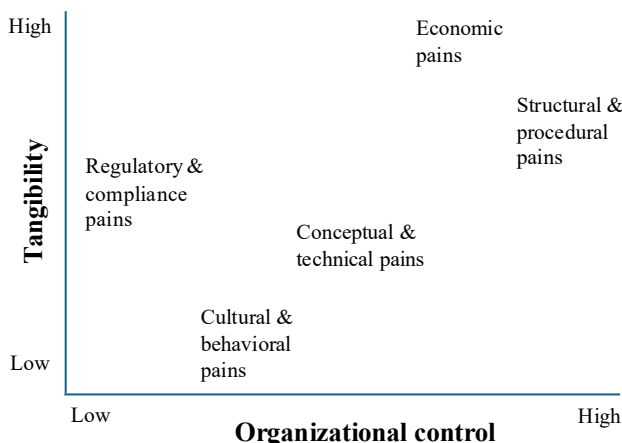 High
Economic
pains
Structural &
procedural
pains
Tangibility
Regulatory &
compliance
pains
Conceptual &
technical pains
Cultural &
behavioral
pains
Low
Low
High
Organizational control